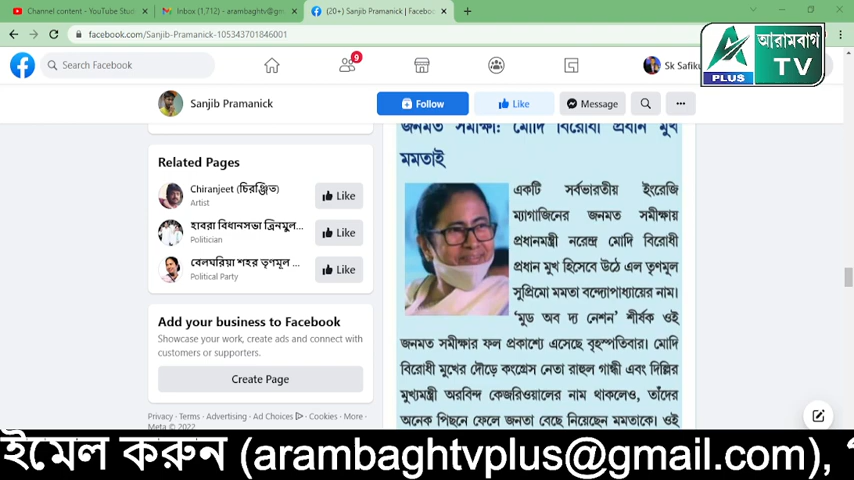 Channel content - YouTube Stud
Inbox (1,712) - arambaghtv@gm
(20+) Sanjib Pramanick | Facebo
facebook.com/Sanjib-Pramanick-105343701846001
Search Facebook
9
Sk Safiku
আরামবাগ
TV
PLUS
Sanjib Pramanick
Follow
Like
Message
জনমত সমীক্ষা: মোদি বিরোধী প্রধান মুখ
মমতাই
Related Pages
Chiranjeet (চিরঞ্জিত)
Artist
Like
হাবরা বিধানসভা ত্রিনমুল...
Politician
Like
বেলঘরিয়া শহর তৃণমূল ...
Political Party
Like
একটি সর্বভারতীয় ইংরেজি
ম্যাগাজিনের জনমত সমীক্ষায়
প্রধানমন্ত্রী নরেন্দ্র মোদি বিরোধী
প্রধান মুখ হিসেবে উঠে এল তৃণমূল
সুপ্রিমো মমতা বন্দ্যোপাধ্যায়ের নাম।
'মুড অব দ্য নেশন' শীর্ষক ওই
জনমত সমীক্ষার ফল প্রকাশ্যে এসেছে বৃহস্পতিবার। মোদি
বিরোধী মুখের দৌড়ে কংগ্রেস নেতা রাহুল গান্ধী এবং দিল্লির
মুখ্যমন্ত্রী অরবিন্দ কেজরিওয়ালের নাম থাকলেও, তাঁদের
অনেক পিছনে ফেলে জনতা বেছে নিয়েছেন মমতাকে। ওই
Add your business to Facebook
Showcase your work, create ads and connect with
customers or supporters.
Create Page
Privacy · Terms · Advertising · Ad Choices · Cookies · More ·
Meta © 2022
ইমেল করুন (arambaghtvplus@gmail.com),